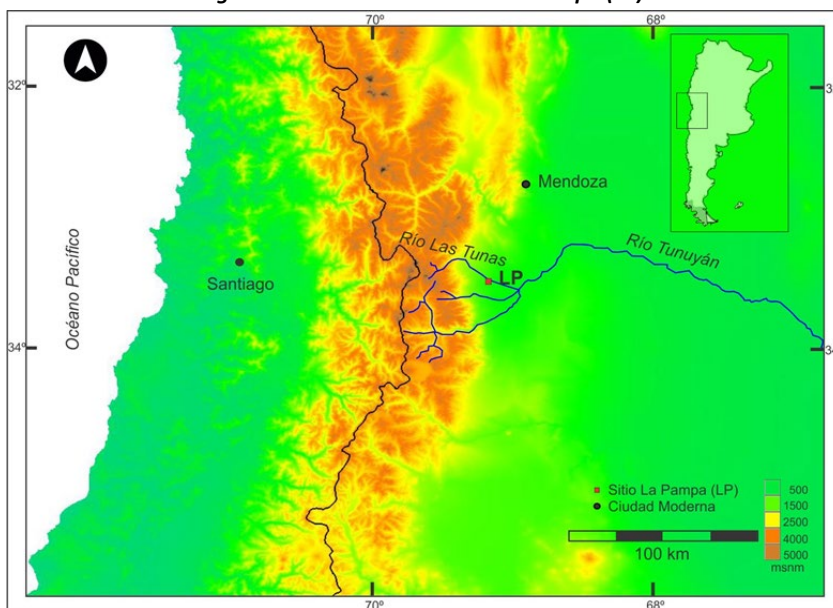 70°
68°
32°
Mendoza
Río Las Tunas
Río Tunuyán
LP
Santiago
Océano Pacífico
34°
Sitio La Pampa (LP)
Ciudad Moderna
100 km
500
1500
2500
4000
5000
msnm
70°
68°